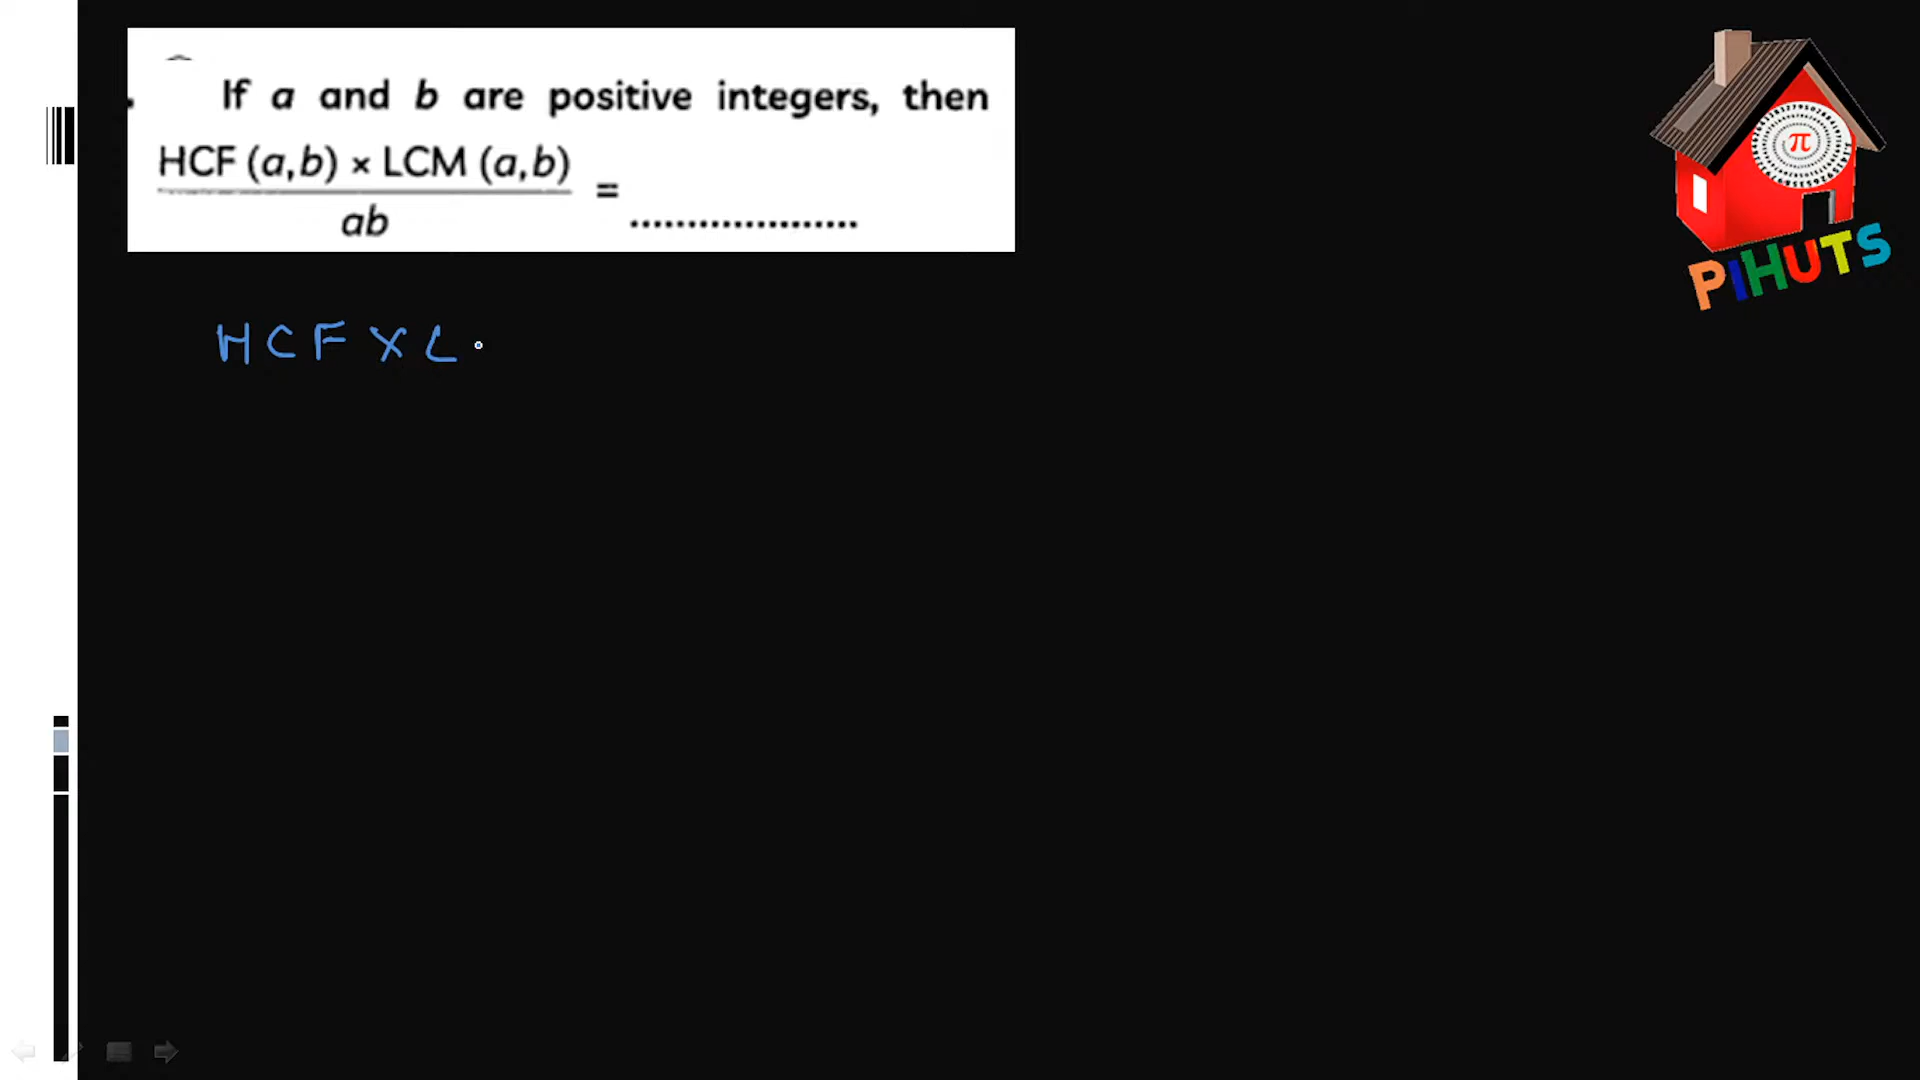 If a and b are positive integers, then
HCF (a,b) × LCM (a,b)
=
ab
....................
HCF X L
π
PIHUTS